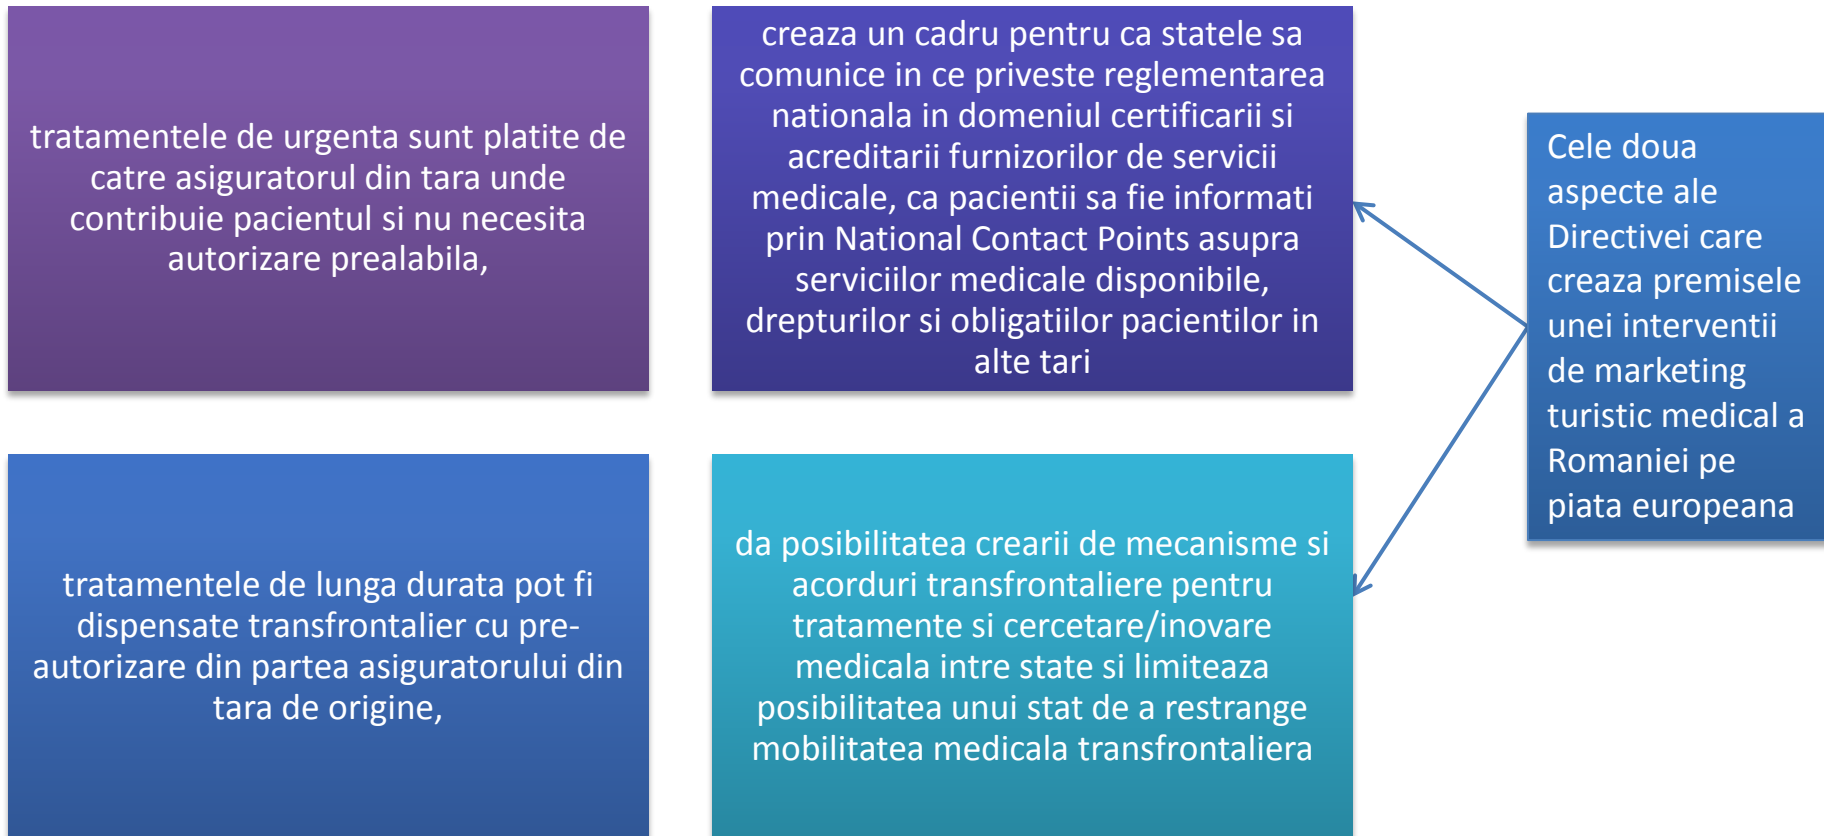 tratamentele de urgenta sunt platite de
catre asiguratorul din tara unde
contribuie pacientul si nu necesita
autorizare prealabila,
creaza un cadru pentru ca statele sa
comunice in ce priveste reglementarea
nationala in domeniul certificarii si
acreditarii furnizorilor de servicii
medicale, ca pacientii sa fie informati
prin National Contact Points asupra
serviciilor medicale disponibile,
drepturilor si obligatiilor pacientilor in
alte tari
tratamentele de lunga durata pot fi
dispensate transfrontalier cu pre-
autorizare din partea asiguratorului din
tara de origine,
da posibilitatea crearii de mecanisme si
acorduri transfrontaliere pentru
tratamente si cercetare/inovare
medicala intre state si limiteaza
posibilitatea unui stat de a restrange
mobilitatea medicala transfrontaliera
Cele doua
aspecte ale
Directivei care
creaza premisele
unei interventii
de marketing
turistic medical a
Romaniei pe
piata europeana